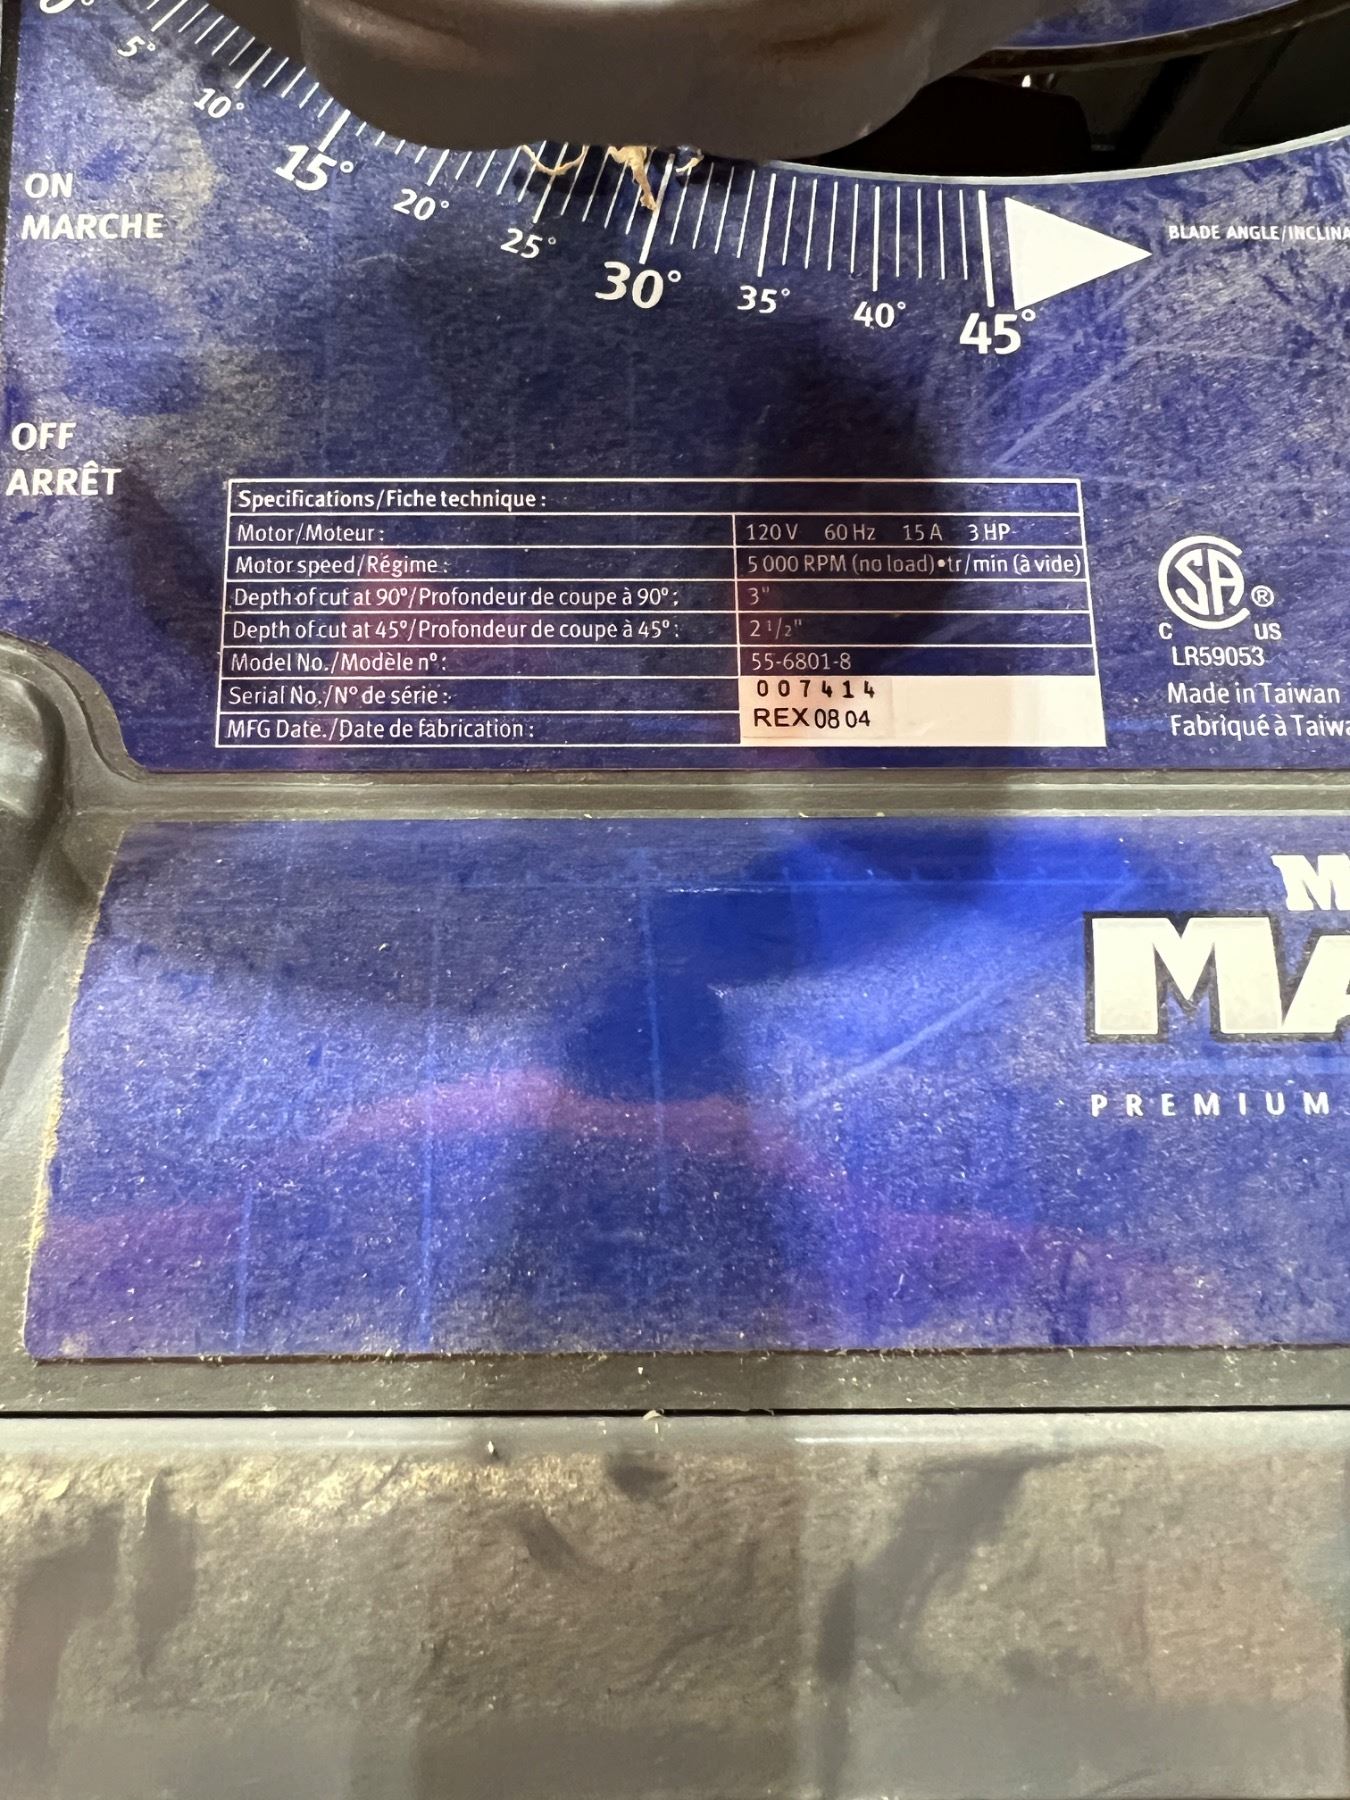 5°
10°
15°
20°
25°
30°
35°
40°
45°
ON
MARCHE
BLADE ANGLE/INCLINA
OFF
ARRÊT
Specifications/Fiche technique :
Motor/Moteur : 120 V 60 Hz 15 A 3 HP
Motor speed/Régime : 5 000 RPM (no load)•tr/min (à vide)
Depth of cut at 90°/Profondeur de coupe à 90° : 3"
Depth of cut at 45°/Profondeur de coupe à 45° : 2 1/2"
Model No./Modèle n° : 55-6801-8
Serial No./N° de série : 007414
MFG Date./Date de fabrication : REX 08 04
SA ®
C US
LR59053
Made in Taiwan
Fabriqué à Taiwa
M
MA
PREMIUM